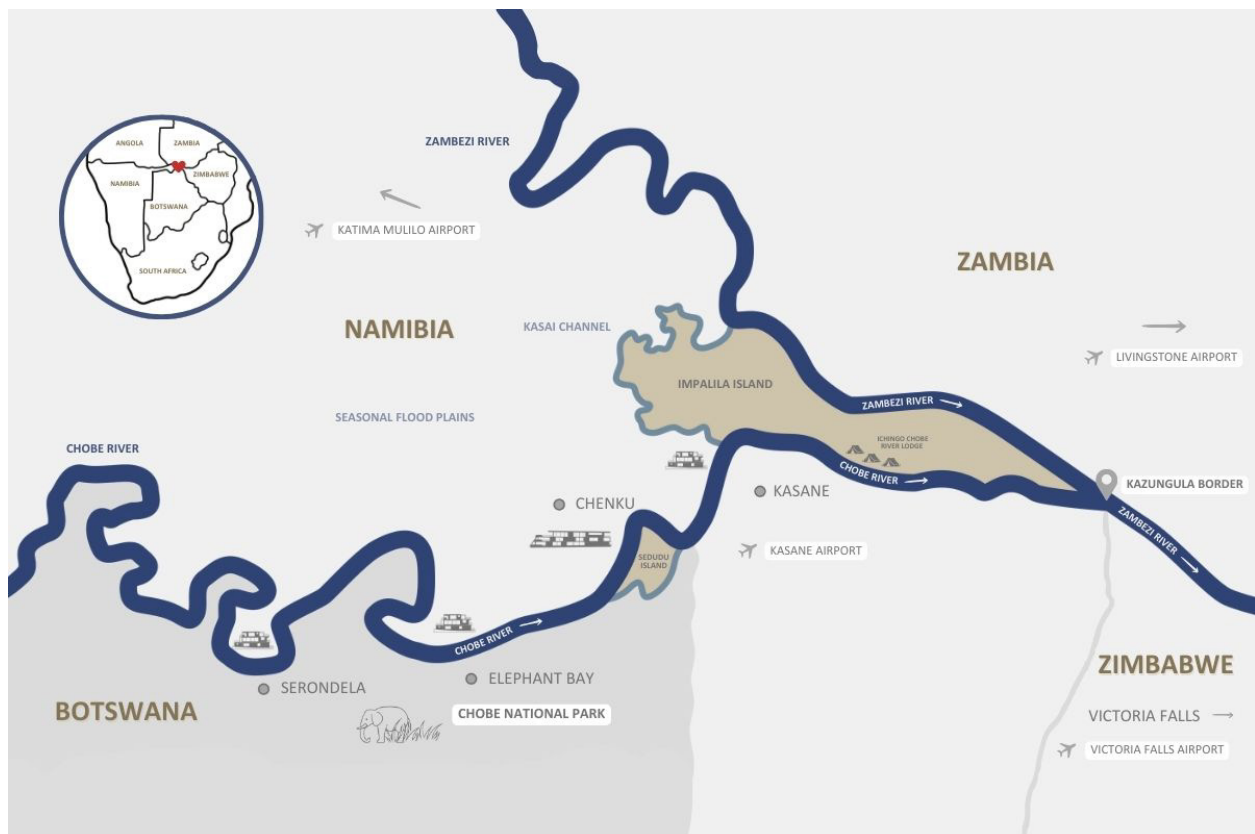 ZAMBEZI RIVER
ANGOLA
ZAMBIA
ZIMBABWE
NAMIBIA
BOTSWANA
SOUTH AFRICA
KATIMA MULILO AIRPORT
ZAMBIA
NAMIBIA
KASAI CHANNEL
LIVINGSTONE AIRPORT
IMPALILA ISLAND
ZAMBEZI RIVER
SEASONAL FLOOD PLAINS
CHOBE RIVER
ICHINGO CHOBE
RIVER LODGE
CHOBE RIVER
KAZUNGULA BORDER
KASANE
CHENKU
ZAMBEZI RIVER
KASANE AIRPORT
SEDUDU
ISLAND
CHOBE RIVER
ZIMBABWE
ELEPHANT BAY
SERONDELA
BOTSWANA
CHOBE NATIONAL PARK
VICTORIA FALLS
VICTORIA FALLS AIRPORT